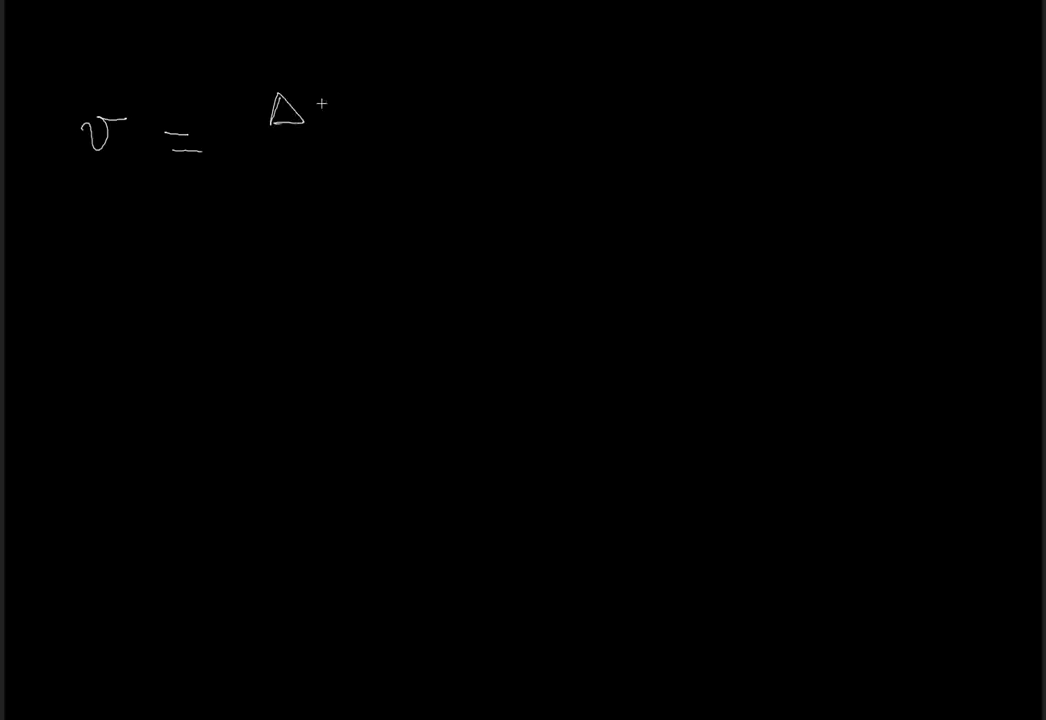 v = Δ